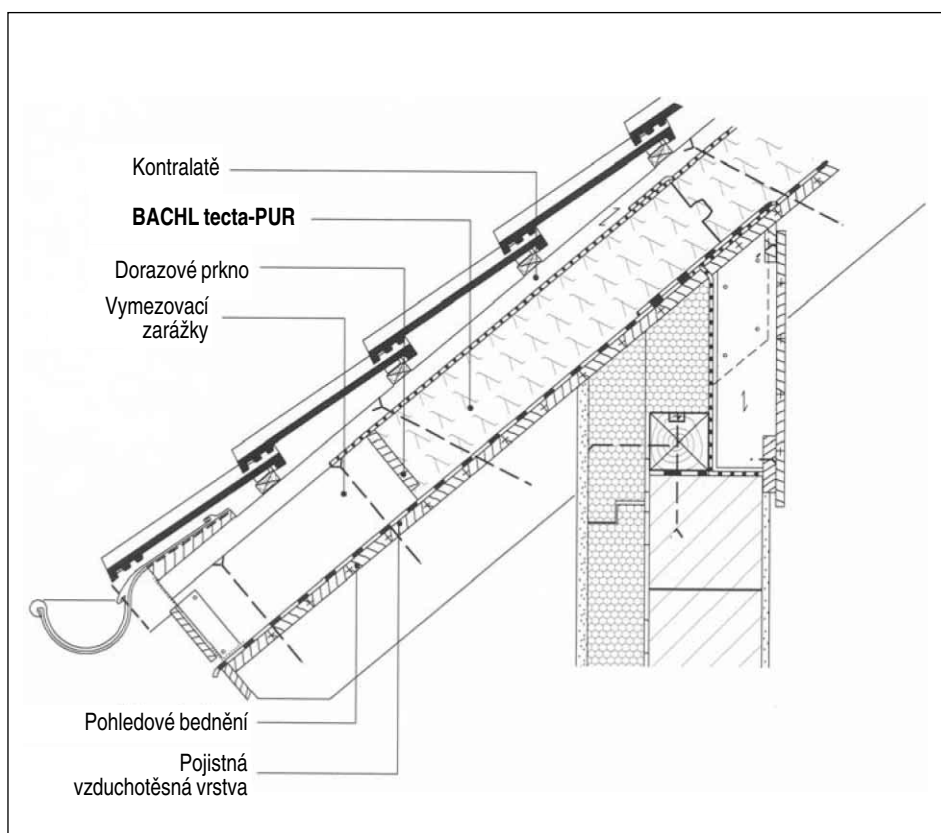 Kontralatě
BACHL tecta-PUR
Dorazové prkno
Vymezovací
zarážky
Pohledové bednění
Pojistná
vzduchotěsná vrstva